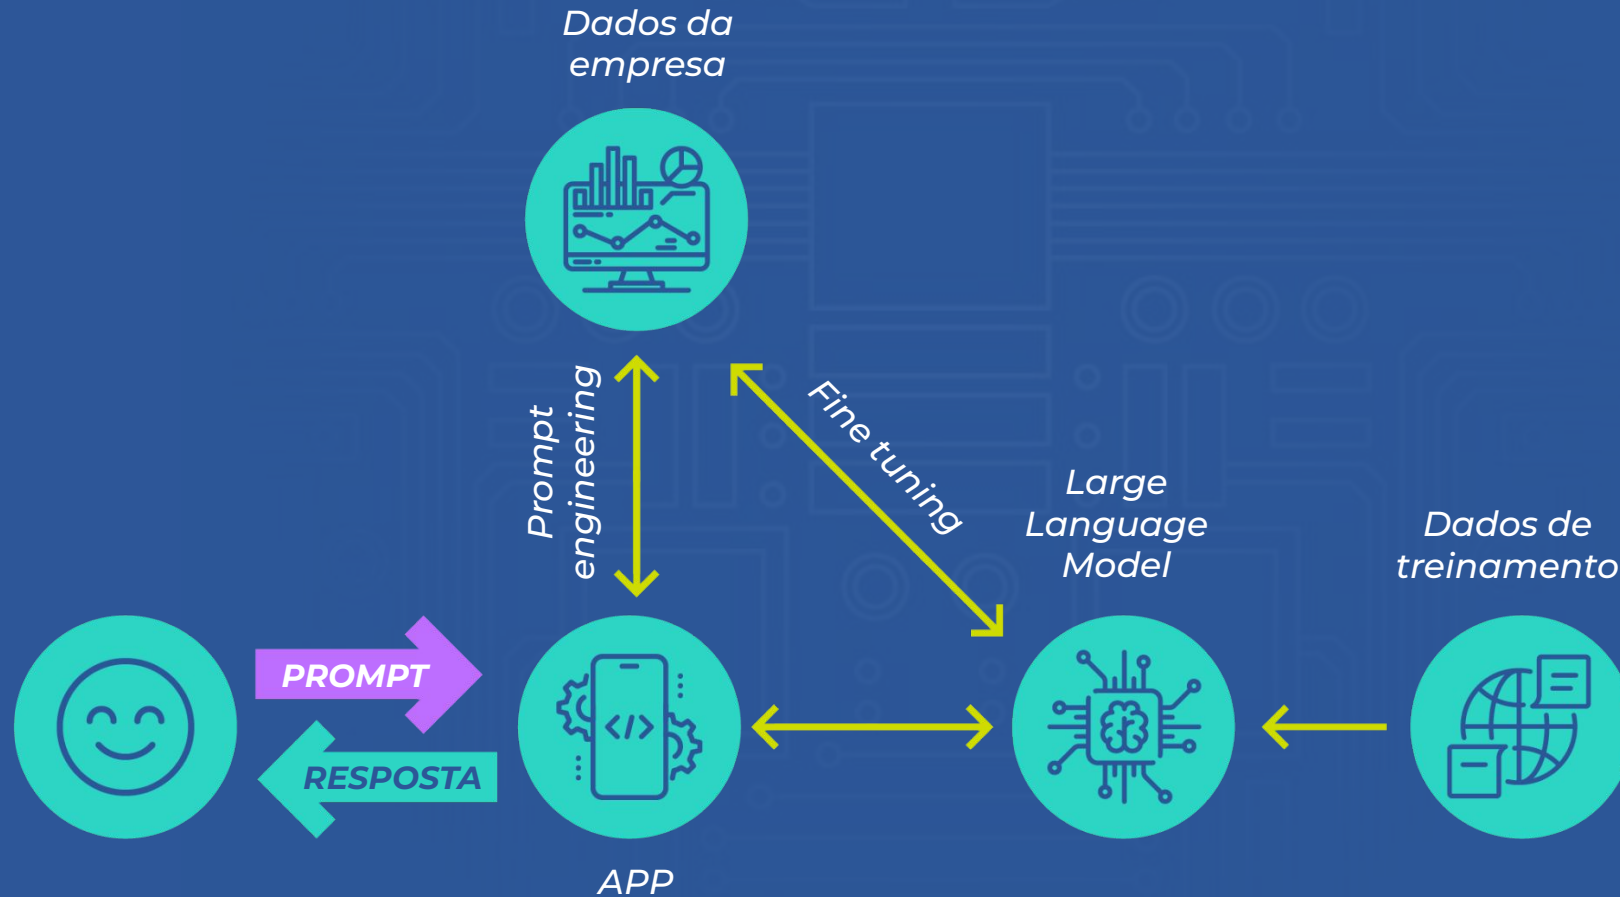 Dados da
empresa
Prompt
engineering
Fine tuning
Large
Language
Model
Dados de
treinamento
PROMPT
RESPOSTA
</>
APP